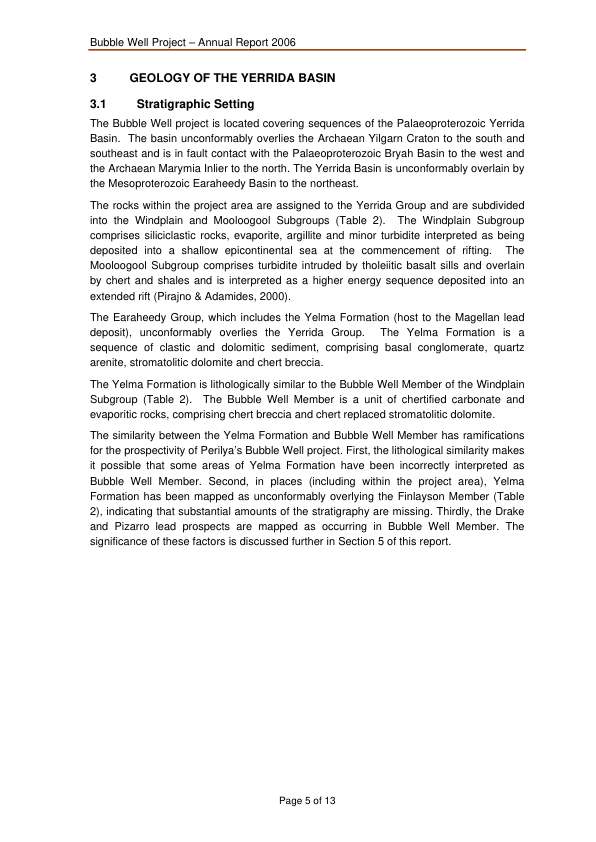 Bubble Well Project – Annual Report 2006
3 GEOLOGY OF THE YERRIDA BASIN
3.1 Stratigraphic Setting
The Bubble Well project is located covering sequences of the Palaeoproterozoic Yerrida
Basin. The basin unconformably overlies the Archaean Yilgarn Craton to the south and
southeast and is in fault contact with the Palaeoproterozoic Bryah Basin to the west and
the Archaean Marymia Inlier to the north. The Yerrida Basin is unconformably overlain by
the Mesoproterozoic Earaheedy Basin to the northeast.
The rocks within the project area are assigned to the Yerrida Group and are subdivided
into the Windplain and Mooloogool Subgroups (Table 2). The Windplain Subgroup
comprises siliciclastic rocks, evaporite, argillite and minor turbidite interpreted as being
deposited into a shallow epicontinental sea at the commencement of rifting. The
Mooloogool Subgroup comprises turbidite intruded by tholeiitic basalt sills and overlain
by chert and shales and is interpreted as a higher energy sequence deposited into an
extended rift (Pirajno & Adamides, 2000).
The Earaheedy Group, which includes the Yelma Formation (host to the Magellan lead
deposit), unconformably overlies the Yerrida Group. The Yelma Formation is a
sequence of clastic and dolomitic sediment, comprising basal conglomerate, quartz
arenite, stromatolitic dolomite and chert breccia.
The Yelma Formation is lithologically similar to the Bubble Well Member of the Windplain
Subgroup (Table 2). The Bubble Well Member is a unit of chertified carbonate and
evaporitic rocks, comprising chert breccia and chert replaced stromatolitic dolomite.
The similarity between the Yelma Formation and Bubble Well Member has ramifications
for the prospectivity of Perilya's Bubble Well project. First, the lithological similarity makes
it possible that some areas of Yelma Formation have been incorrectly interpreted as
Bubble Well Member. Second, in places (including within the project area), Yelma
Formation has been mapped as unconformably overlying the Finlayson Member (Table
2), indicating that substantial amounts of the stratigraphy are missing. Thirdly, the Drake
and Pizarro lead prospects are mapped as occurring in Bubble Well Member. The
significance of these factors is discussed further in Section 5 of this report.
Page 5 of 13